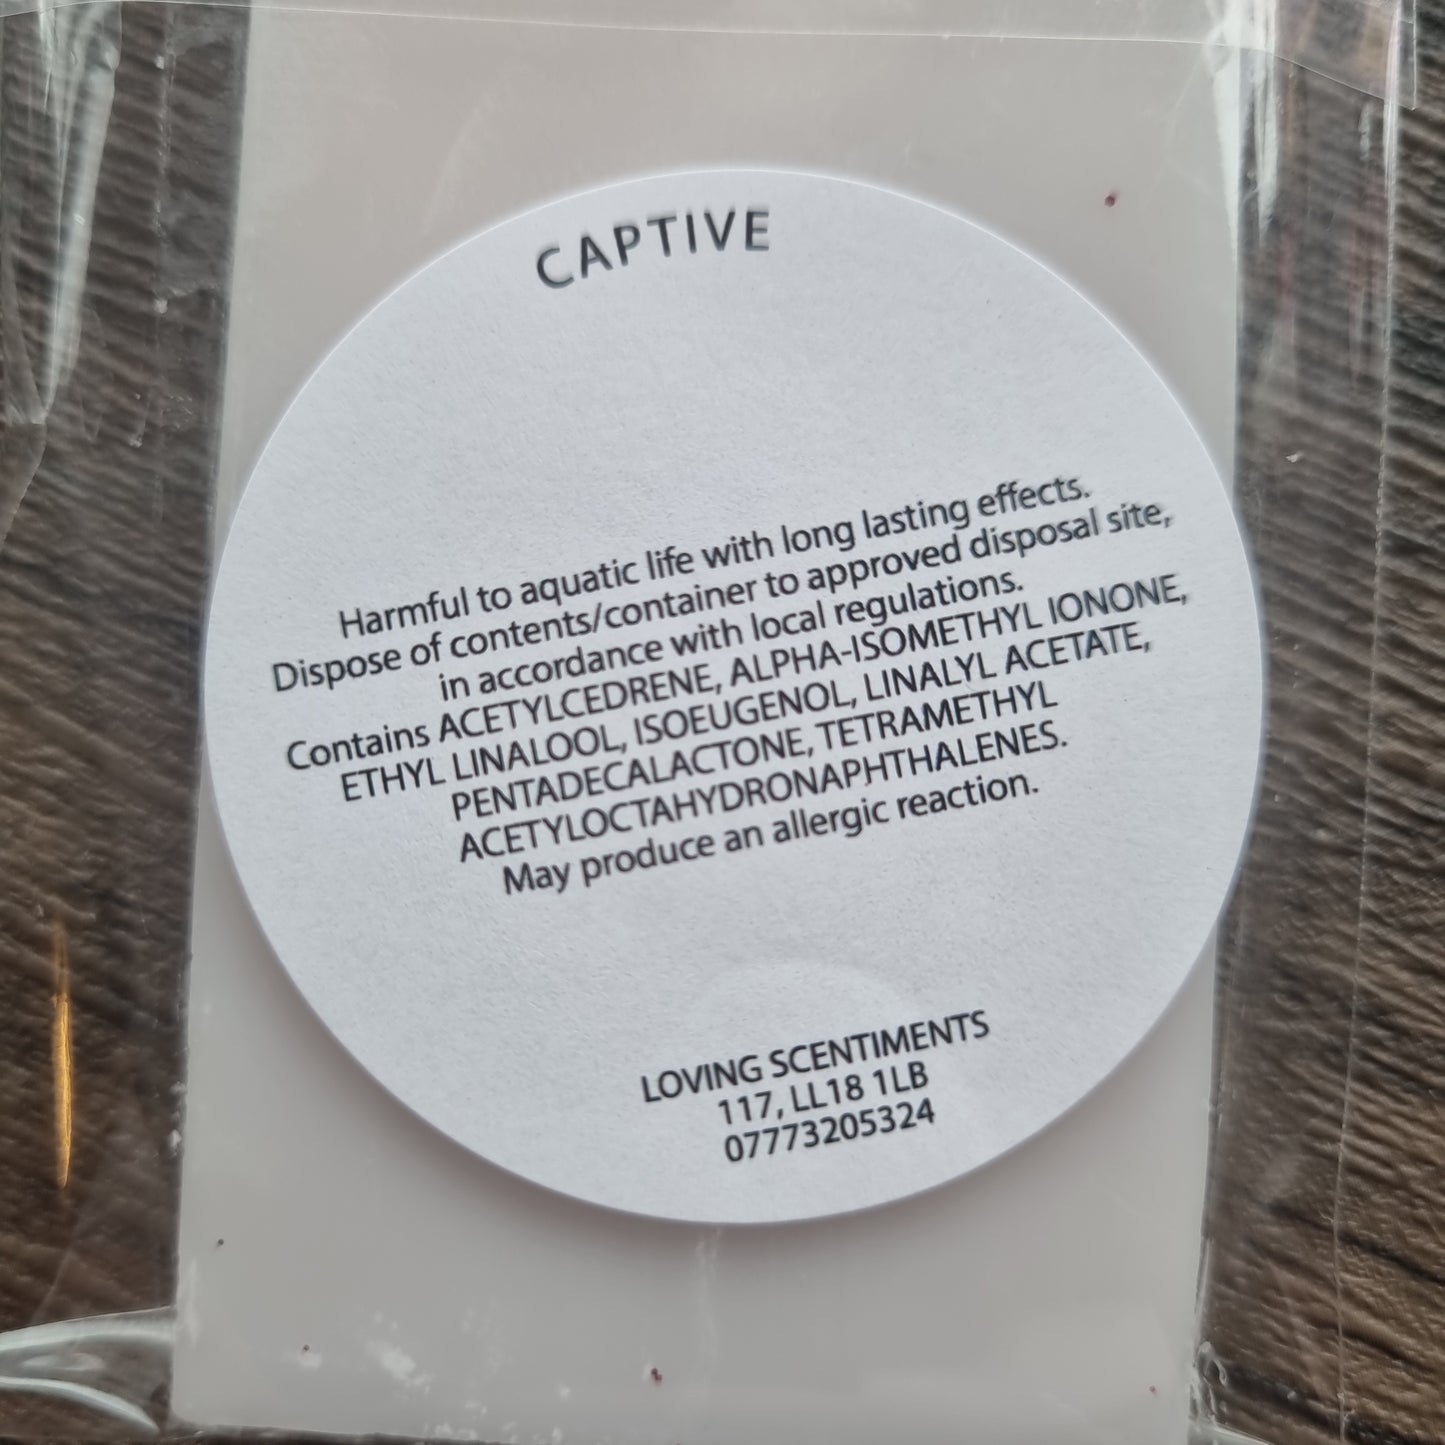 CAPTIVE
Harmful to aquatic life with long lasting effects.
Dispose of contents/container to approved disposal site,
in accordance with local regulations.
Contains ACETYLCEDRENE, ALPHA-ISOMETHYL IONONE,
ETHYL LINALOOL, ISOEUGENOL, LINALYL ACETATE,
PENTADECALACTONE, TETRAMETHYL
ACETYLOCTAHYDRONAPHTHALENES.
May produce an allergic reaction.
LOVING SCENTIMENTS
117, LL18 1LB
07773205324